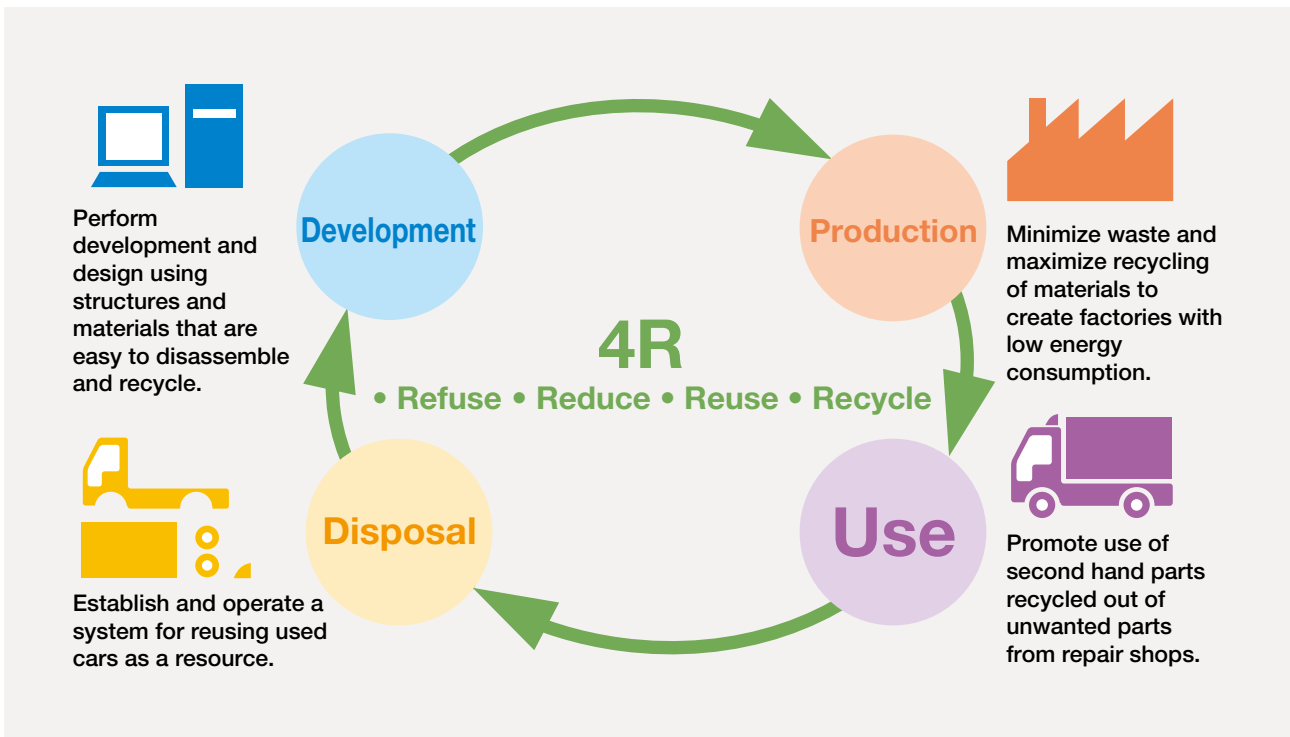 Development
Perform
development and
design using
structures and
materials that are
easy to disassemble
and recycle.
Production
Minimize waste and
maximize recycling
of materials to
create factories with
low energy
consumption.
4R
• Refuse • Reduce • Reuse • Recycle
Use
Promote use of
second hand parts
recycled out of
unwanted parts
from repair shops.
Disposal
Establish and operate a
system for reusing used
cars as a resource.